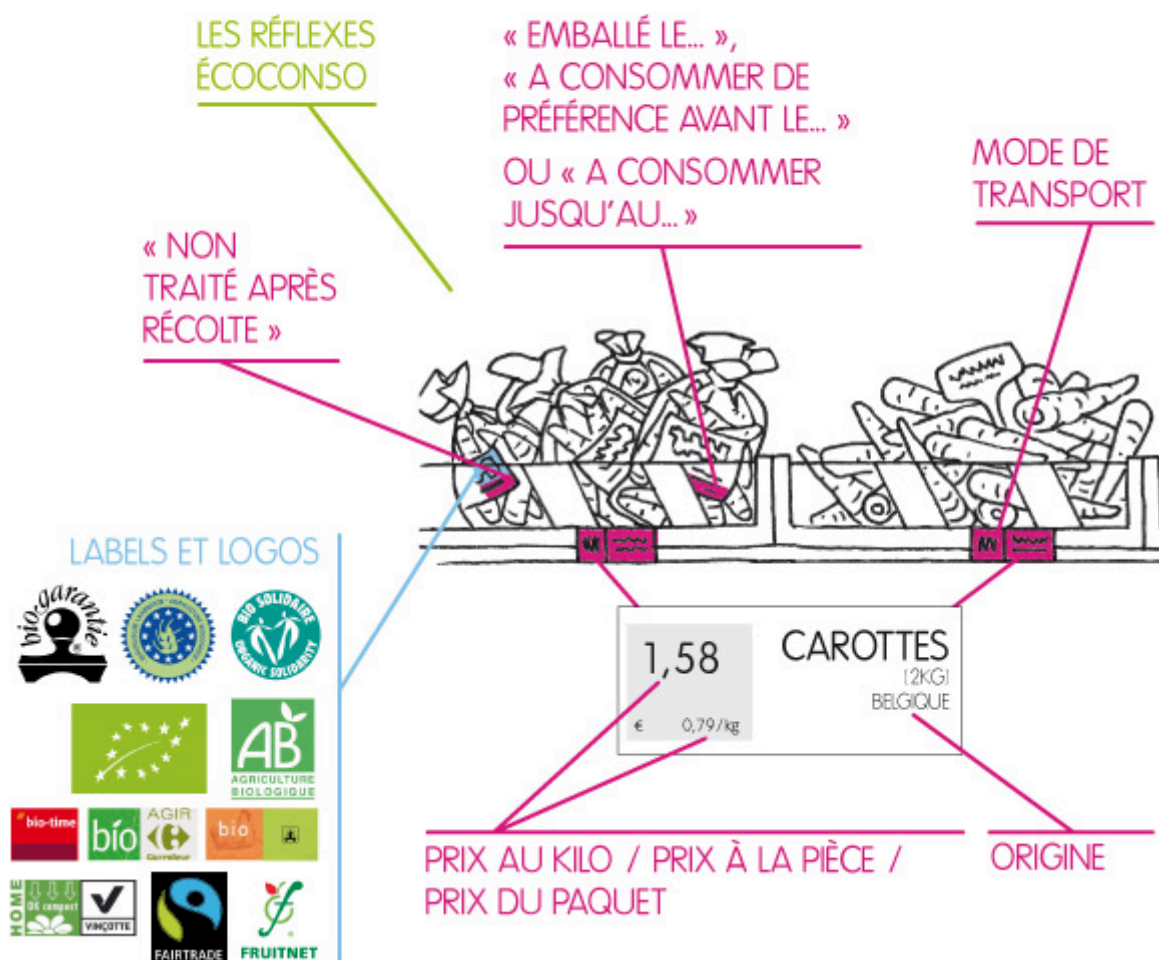 LES RÉFLEXES
ÉCOCONSO
« EMBALLÉ LE... »,
« A CONSOMMER DE
PRÉFÉRENCE AVANT LE... »
OU « A CONSOMMER
JUSQU'AU... »
MODE DE
TRANSPORT
« NON
TRAITÉ APRÈS
RÉCOLTE »
LABELS ET LOGOS
bio-garantie
BIO SOLIDAIRE
ORGANIC SOLIDARITY
AB
AGRICULTURE
BIOLOGIQUE
bio-time
bio
AGIR
Carrefour
bio
HOME
OK compost
VINÇOTTE
FAIRTRADE
FRUITNET
1,58
€ 0,79/kg
CAROTTES
(2KG)
BELGIQUE
PRIX AU KILO / PRIX À LA PIÈCE /
PRIX DU PAQUET
ORIGINE